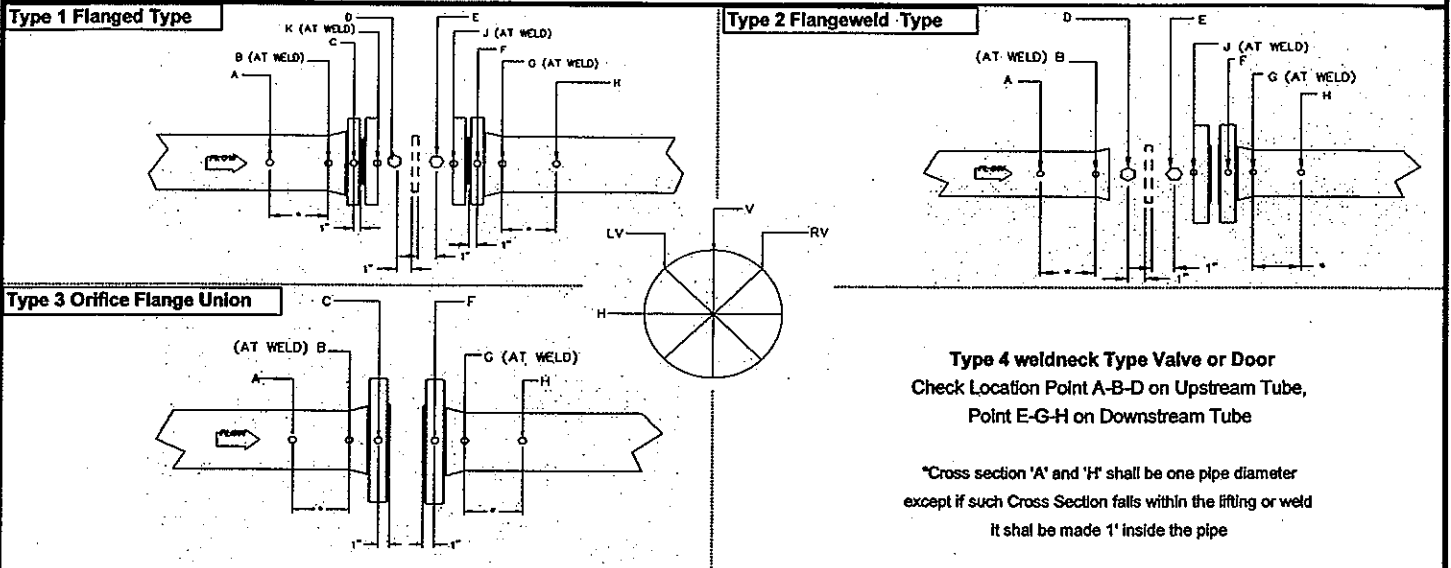 Type 1 Flanged Type
D
E
K (AT WELD)
J (AT WELD)
C
F
B (AT WELD)
G (AT WELD)
A
H
FLOW
*
1"
1"
*
1"
1"
Type 2 Flangeweld Type
D
E
J (AT WELD)
(AT WELD) B
F
A
G (AT WELD)
H
FLOW
*
1"
1"
*
V
LV
RV
H
Type 3 Orifice Flange Union
C
F
(AT WELD) B
G (AT WELD)
A
H
FLOW
*
*
1"
1"
Type 4 weldneck Type Valve or Door
Check Location Point A-B-D on Upstream Tube,
Point E-G-H on Downstream Tube
*Cross section 'A' and 'H' shall be one pipe diameter
except if such Cross Section falls within the lifting or weld
it shal be made 1' inside the pipe